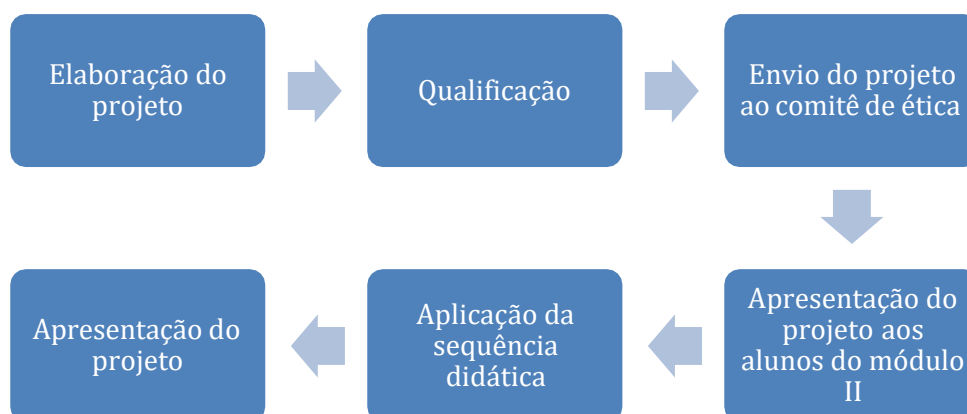 Elaboração do
projeto
Qualificação
Envio do projeto
ao comitê de ética
Apresentação do
projeto aos
alunos do módulo
II
Aplicação da
sequência
didática
Apresentação do
projeto